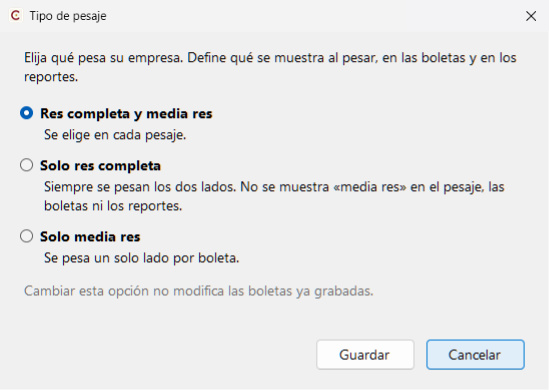 Tipo de pesaje
Elija qué pesa su empresa. Define qué se muestra al pesar, en las boletas y en los
reportes.
Res completa y media res
Se elige en cada pesaje.
Solo res completa
Siempre se pesan los dos lados. No se muestra «media res» en el pesaje, las
boletas ni los reportes.
Solo media res
Se pesa un solo lado por boleta.
Cambiar esta opción no modifica las boletas ya grabadas.
Guardar
Cancelar